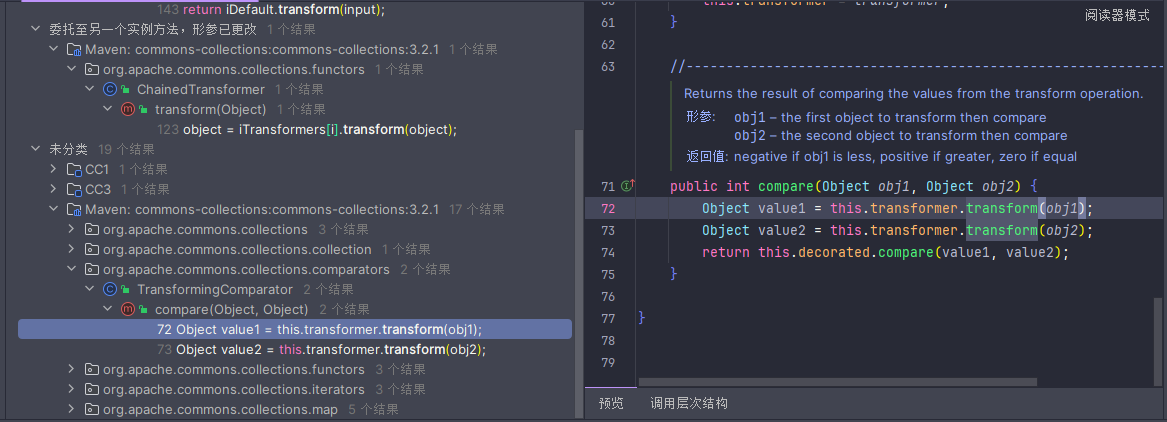 143 return iDefault.transform(input);
委托至另一个实例方法，形参已更改 1 个结果
Maven: commons-collections:commons-collections:3.2.1 1 个结果
org.apache.commons.collections.functors 1 个结果
ChainedTransformer 1 个结果
transform(Object) 1 个结果
123 object = iTransformers[i].transform(object);
未分类 19 个结果
CC1 1 个结果
CC3 1 个结果
Maven: commons-collections:commons-collections:3.2.1 17 个结果
org.apache.commons.collections 3 个结果
org.apache.commons.collections.collection 1 个结果
org.apache.commons.collections.comparators 2 个结果
TransformingComparator 2 个结果
compare(Object, Object) 2 个结果
72 Object value1 = this.transformer.transform(obj1);
73 Object value2 = this.transformer.transform(obj2);
org.apache.commons.collections.functors 3 个结果
org.apache.commons.collections.iterators 3 个结果
org.apache.commons.collections.map 5 个结果
阅读器模式
61 }
62
63 //------------------------------------------------------------
Returns the result of comparing the values from the transform operation.
形参: obj1 – the first object to transform then compare
obj2 – the second object to transform then compare
返回值: negative if obj1 is less, positive if greater, zero if equal
71 public int compare(Object obj1, Object obj2) {
72 Object value1 = this.transformer.transform(obj1);
73 Object value2 = this.transformer.transform(obj2);
74 return this.decorated.compare(value1, value2);
75 }
76
77 }
78
79
预览 调用层次结构